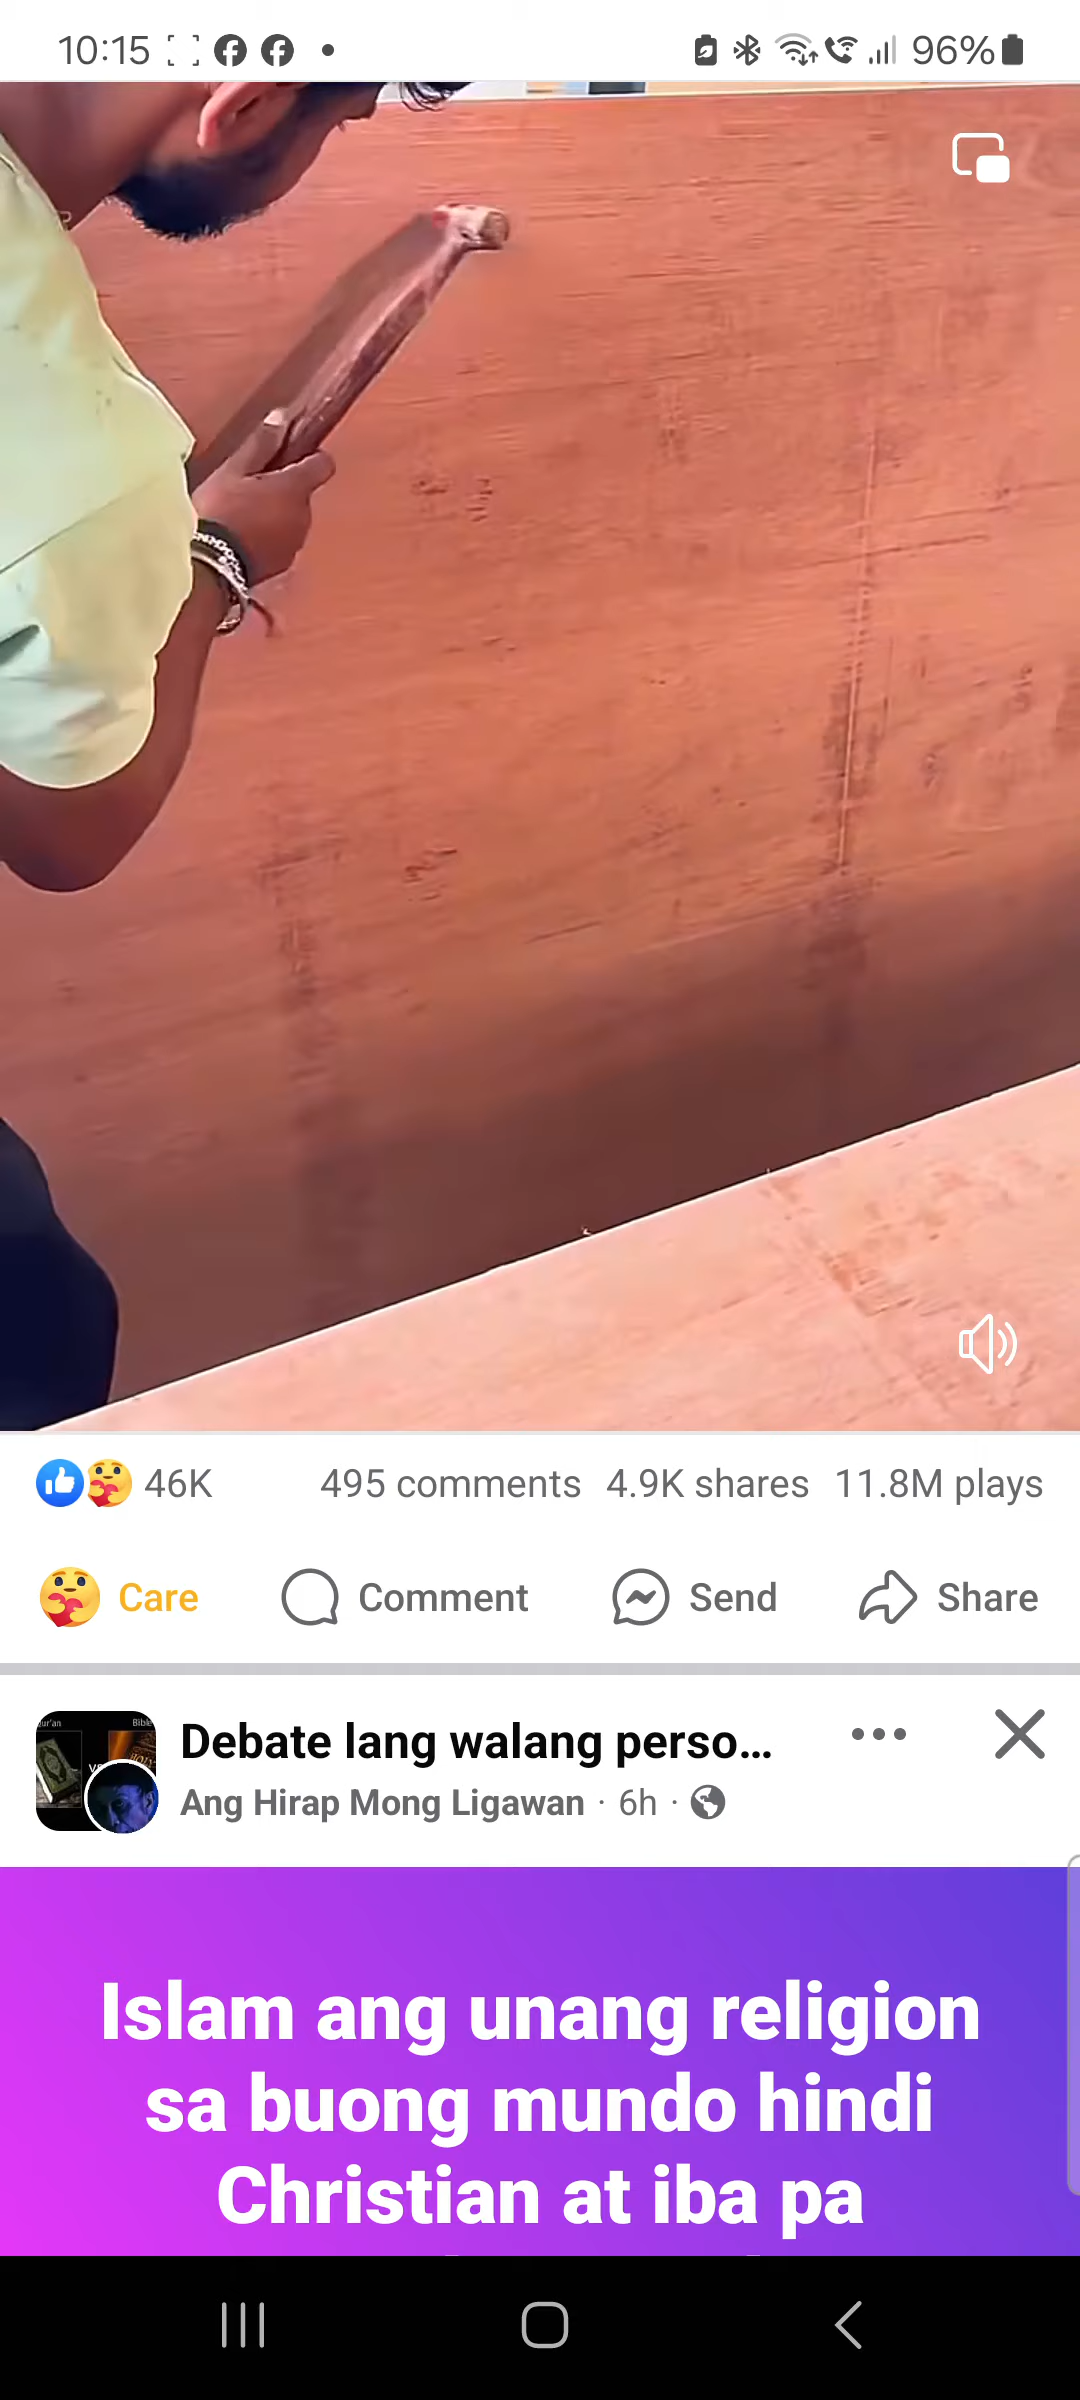 10:15
96%
46K 495 comments 4.9K shares 11.8M plays
Care Comment Send Share
Debate lang walang perso...
Ang Hirap Mong Ligawan · 6h ·
Islam ang unang religion
sa buong mundo hindi
Christian at iba pa